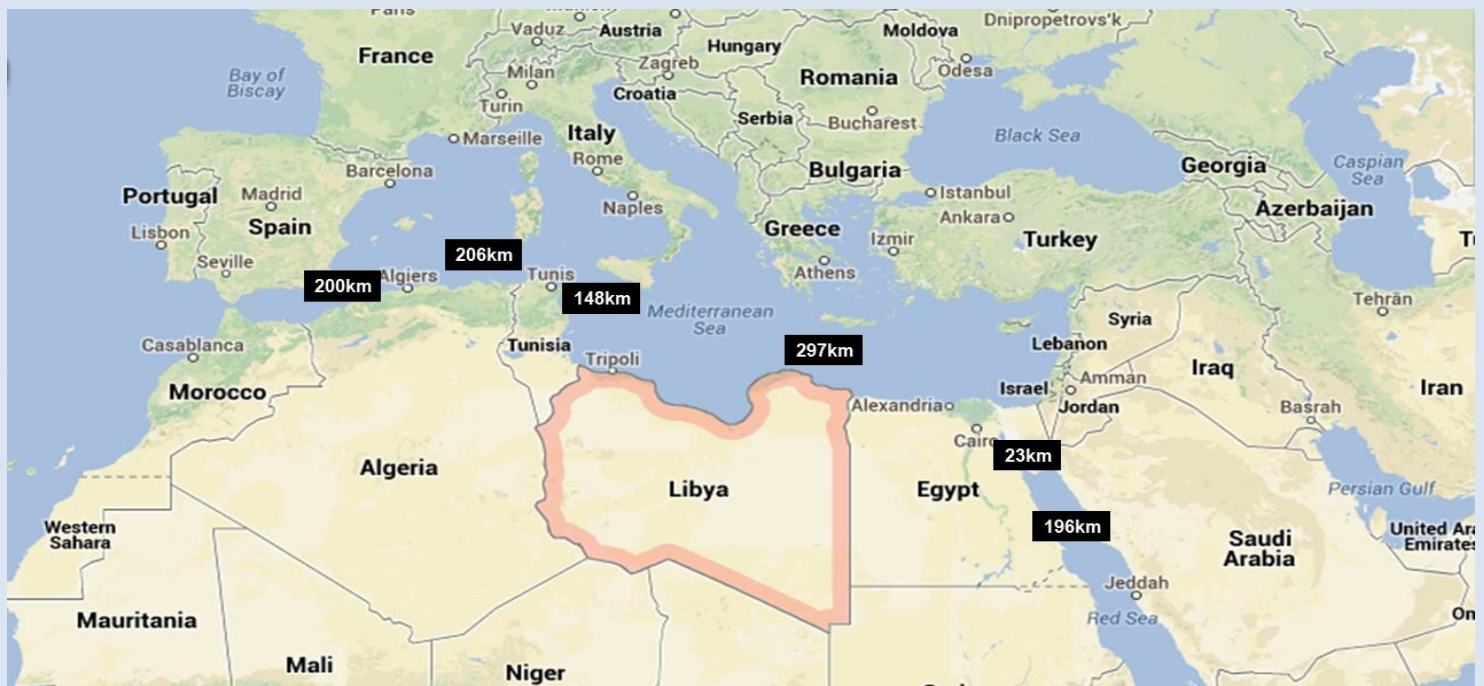 Paris
Vaduz
Austria
Hungary
Moldova
Dnipropetrovs'k
France
Milan
Zagreb
Romania
Odesa
Bay of
Biscay
Turin
Croatia
Serbia
Bucharest
Marseille
Italy
Black Sea
Rome
Bulgaria
Georgia
Caspian
Sea
Barcelona
Portugal
Madrid
Naples
Istanbul
Azerbaijan
Lisbon
Spain
Greece
Ankara
Turkey
Izmir
Seville
206km
Athens
200km
Algiers
Tunis
148km
Mediterranean
Sea
Syria
Tehrān
Casablanca
Tunisia
Tripoli
297km
Lebanon
Iraq
Morocco
Israel
Amman
Iran
Alexandria
Jordan
Basrah
Cairo
23km
Algeria
Libya
Egypt
Persian Gulf
Western
Sahara
196km
Saudi
Arabia
United Ara
Emirates
Jeddah
Mauritania
Red Sea
Om
Mali
Niger